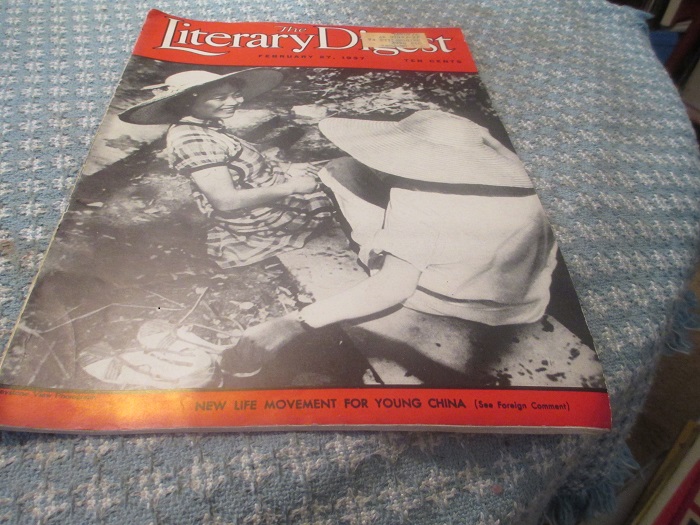 The
Literary Digest
FEBRUARY 27, 1937 TEN CENTS
NEW LIFE MOVEMENT FOR YOUNG CHINA (See Foreign Comment)